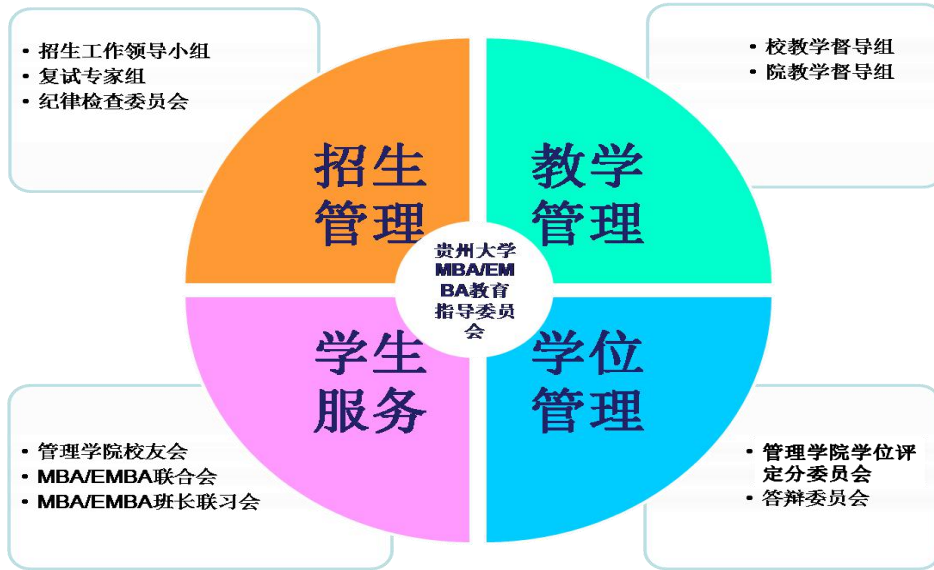 • 招生工作领导小组
• 复试专家组
• 纪律检查委员会
• 校教学督导组
• 院教学督导组
招生
管理
教学
管理
贵州大学
MBA/EM
BA教育
指导委员
会
学生
服务
学位
管理
• 管理学院校友会
• MBA/EMBA联合会
• MBA/EMBA班长联习会
• 管理学院学位评
定分委员会
• 答辩委员会